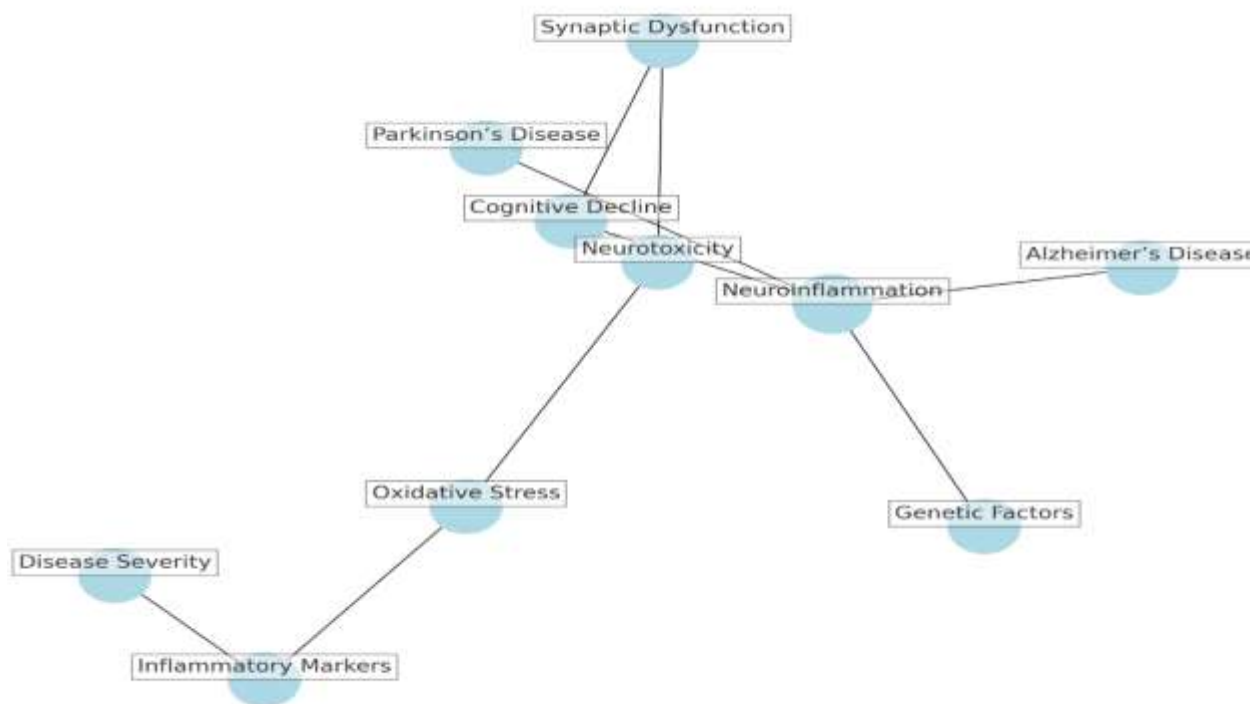 Synaptic Dysfunction
Parkinson's Disease
Cognitive Decline
Neurotoxicity
Alzheimer's Disease
Neuroinflammation
Oxidative Stress
Genetic Factors
Disease Severity
Inflammatory Markers